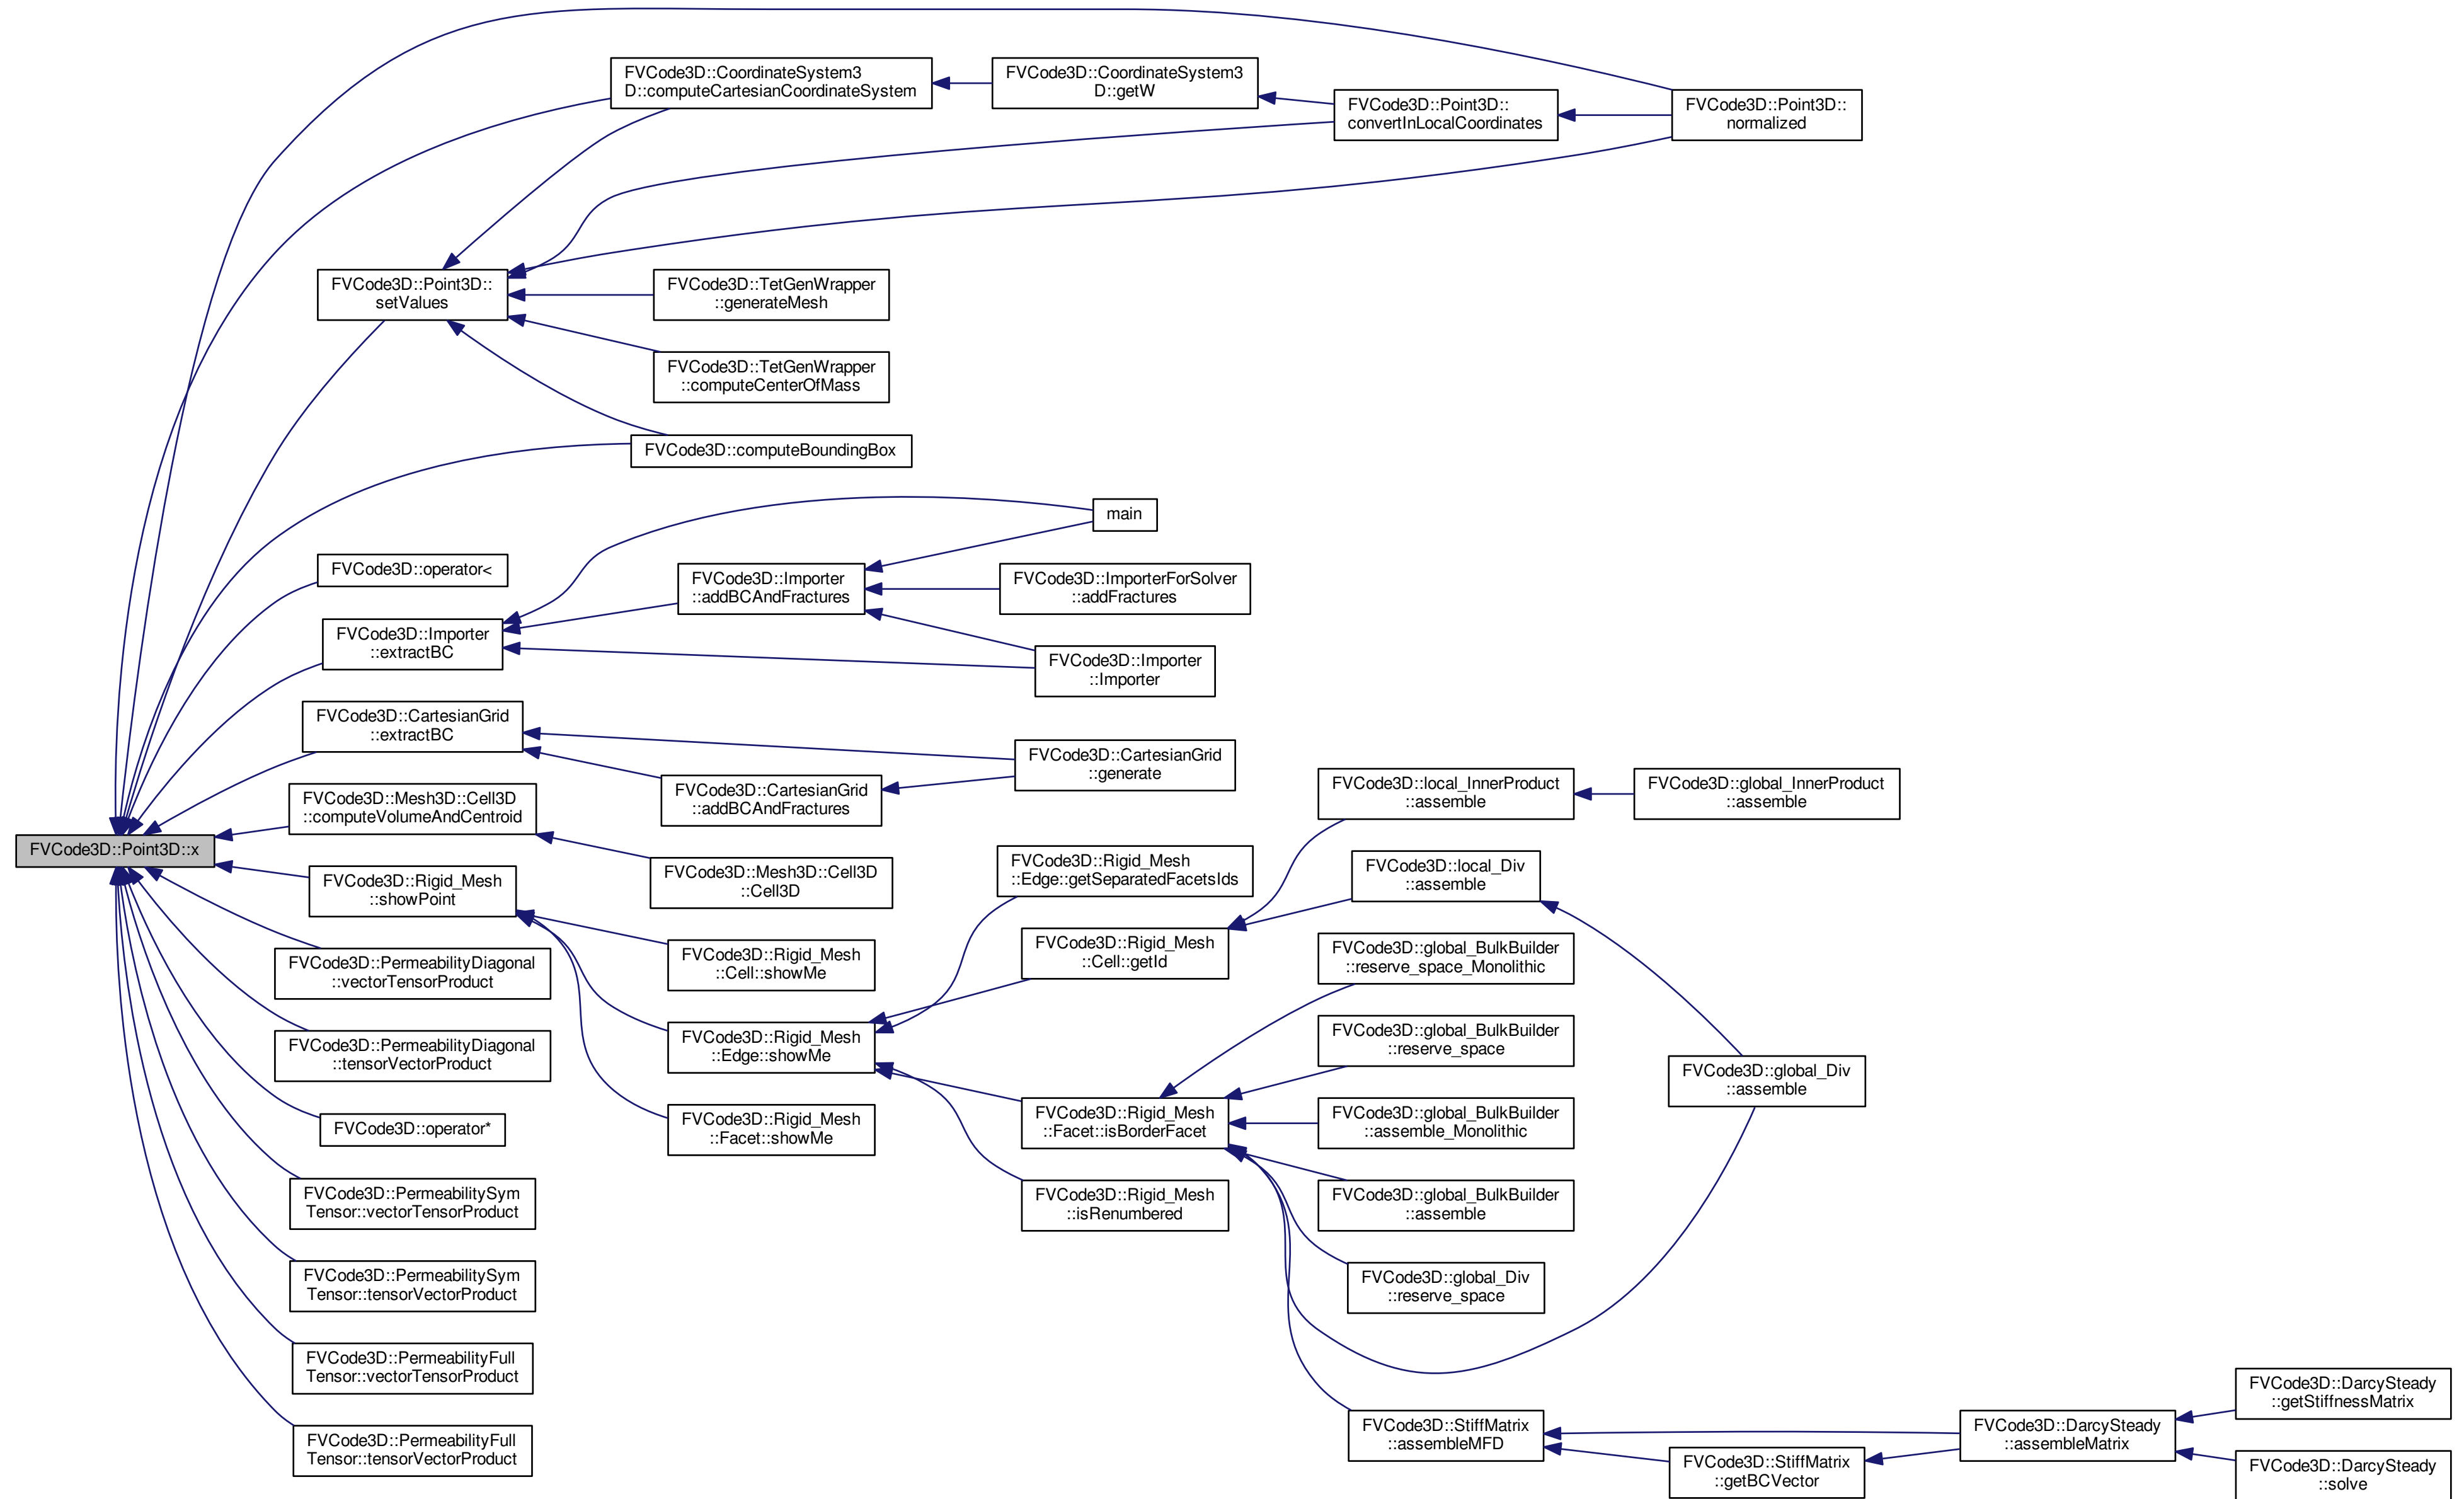 FVCode3D::CoordinateSystem3
D::computeCartesianCoordinateSystem
FVCode3D::CoordinateSystem3
D::getW
FVCode3D::Point3D::
convertInLocalCoordinates
FVCode3D::Point3D::
normalized
FVCode3D::Point3D::
setValues
FVCode3D::TetGenWrapper
::generateMesh
FVCode3D::TetGenWrapper
::computeCenterOfMass
FVCode3D::computeBoundingBox
main
FVCode3D::operator<
FVCode3D::Importer
::addBCAndFractures
FVCode3D::ImporterForSolver
::addFractures
FVCode3D::Importer
::extractBC
FVCode3D::Importer
::Importer
FVCode3D::CartesianGrid
::extractBC
FVCode3D::CartesianGrid
::generate
FVCode3D::CartesianGrid
::addBCAndFractures
FVCode3D::local_InnerProduct
::assemble
FVCode3D::global_InnerProduct
::assemble
FVCode3D::Mesh3D::Cell3D
::computeVolumeAndCentroid
FVCode3D::Point3D::x
FVCode3D::Mesh3D::Cell3D
::Cell3D
FVCode3D::Rigid_Mesh
::Edge::getSeparatedFacetsIds
FVCode3D::local_Div
::assemble
FVCode3D::Rigid_Mesh
::showPoint
FVCode3D::Rigid_Mesh
::Cell::showMe
FVCode3D::Rigid_Mesh
::Cell::getId
FVCode3D::global_BulkBuilder
::reserve_space_Monolithic
FVCode3D::PermeabilityDiagonal
::vectorTensorProduct
FVCode3D::Rigid_Mesh
::Edge::showMe
FVCode3D::global_BulkBuilder
::reserve_space
FVCode3D::PermeabilityDiagonal
::tensorVectorProduct
FVCode3D::global_Div
::assemble
FVCode3D::Rigid_Mesh
::Facet::showMe
FVCode3D::Rigid_Mesh
::Facet::isBorderFacet
FVCode3D::global_BulkBuilder
::assemble_Monolithic
FVCode3D::operator*
FVCode3D::PermeabilitySym
Tensor::vectorTensorProduct
FVCode3D::Rigid_Mesh
::isRenumbered
FVCode3D::global_BulkBuilder
::assemble
FVCode3D::PermeabilitySym
Tensor::tensorVectorProduct
FVCode3D::global_Div
::reserve_space
FVCode3D::PermeabilityFull
Tensor::vectorTensorProduct
FVCode3D::PermeabilityFull
Tensor::tensorVectorProduct
FVCode3D::StiffMatrix
::assembleMFD
FVCode3D::StiffMatrix
::getBCVector
FVCode3D::DarcySteady
::assembleMatrix
FVCode3D::DarcySteady
::getStiffnessMatrix
FVCode3D::DarcySteady
::solve